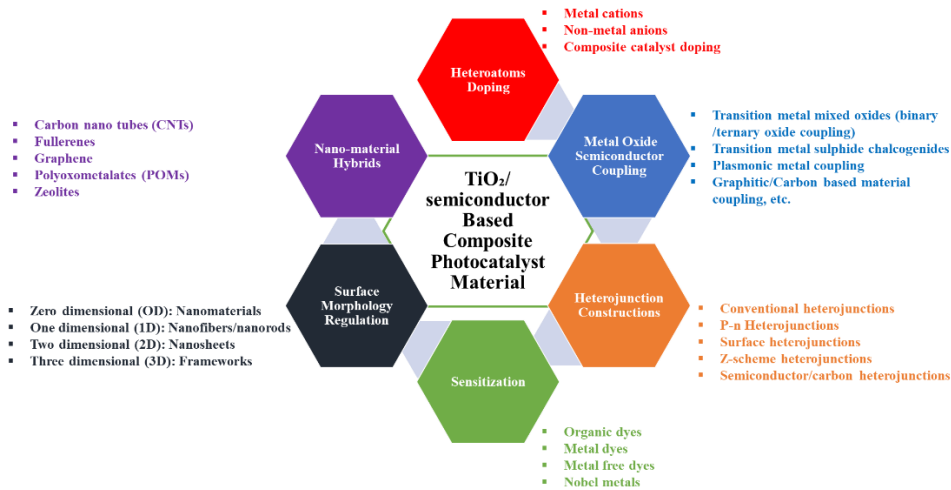 ▪ Metal cations
▪ Non-metal anions
▪ Composite catalyst doping
Heteroatoms
Doping
▪ Carbon nano tubes (CNTs)
▪ Fullerenes
▪ Graphene
▪ Polyoxometalates (POMs)
▪ Zeolites
Nano-material
Hybrids
Metal Oxide
Semiconductor
Coupling
▪ Transition metal mixed oxides (binary
/ternary oxide coupling)
▪ Transition metal sulphide chalcogenides
▪ Plasmonic metal coupling
▪ Graphitic/Carbon based material
coupling, etc.
TiO₂/
semiconductor
Based
Composite
Photocatalyst
Material
Surface
Morphology
Regulation
▪ Zero dimensional (OD): Nanomaterials
▪ One dimensional (1D): Nanofibers/nanorods
▪ Two dimensional (2D): Nanosheets
▪ Three dimensional (3D): Frameworks
Heterojunction
Constructions
▪ Conventional heterojunctions
▪ P-n Heterojunctions
▪ Surface heterojunctions
▪ Z-scheme heterojunctions
▪ Semiconductor/carbon heterojunctions
Sensitization
▪ Organic dyes
▪ Metal dyes
▪ Metal free dyes
▪ Nobel metals